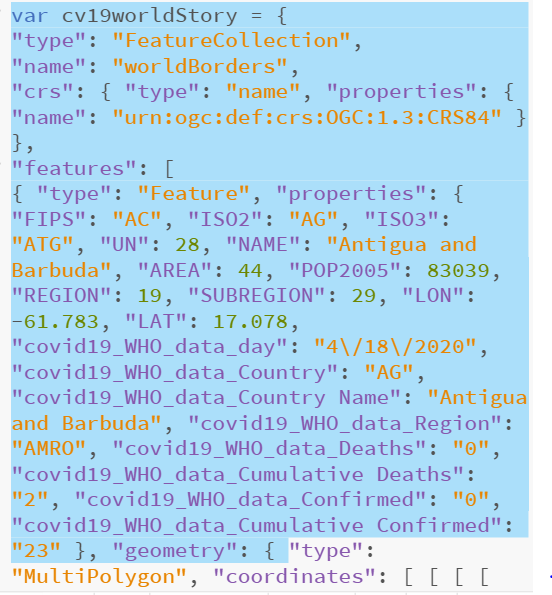 var cv19worldStory = {
"type": "FeatureCollection",
"name": "worldBorders",
"crs": { "type": "name", "properties": {
"name": "urn:ogc:def:crs:OGC:1.3:CRS84" }
},
"features": [
{ "type": "Feature", "properties": {
"FIPS": "AC", "ISO2": "AG", "ISO3":
"ATG", "UN": 28, "NAME": "Antigua and
Barbuda", "AREA": 44, "POP2005": 83039,
"REGION": 19, "SUBREGION": 29, "LON":
-61.783, "LAT": 17.078,
"covid19_WHO_data_day": "4\/18\/2020",
"covid19_WHO_data_Country": "AG",
"covid19_WHO_data_Country Name": "Antigua
and Barbuda", "covid19_WHO_data_Region":
"AMRO", "covid19_WHO_data_Deaths": "0",
"covid19_WHO_data_Cumulative Deaths":
"2", "covid19_WHO_data_Confirmed": "0",
"covid19_WHO_data_Cumulative Confirmed":
"23" }, "geometry": { "type":
"MultiPolygon", "coordinates": [ [ [ [